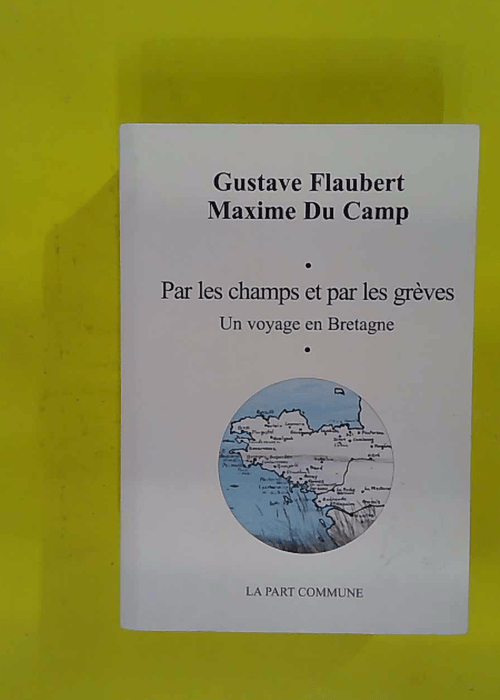 Gustave Flaubert
Maxime Du Camp
•
Par les champs et par les grèves
Un voyage en Bretagne
•
LA PART COMMUNE